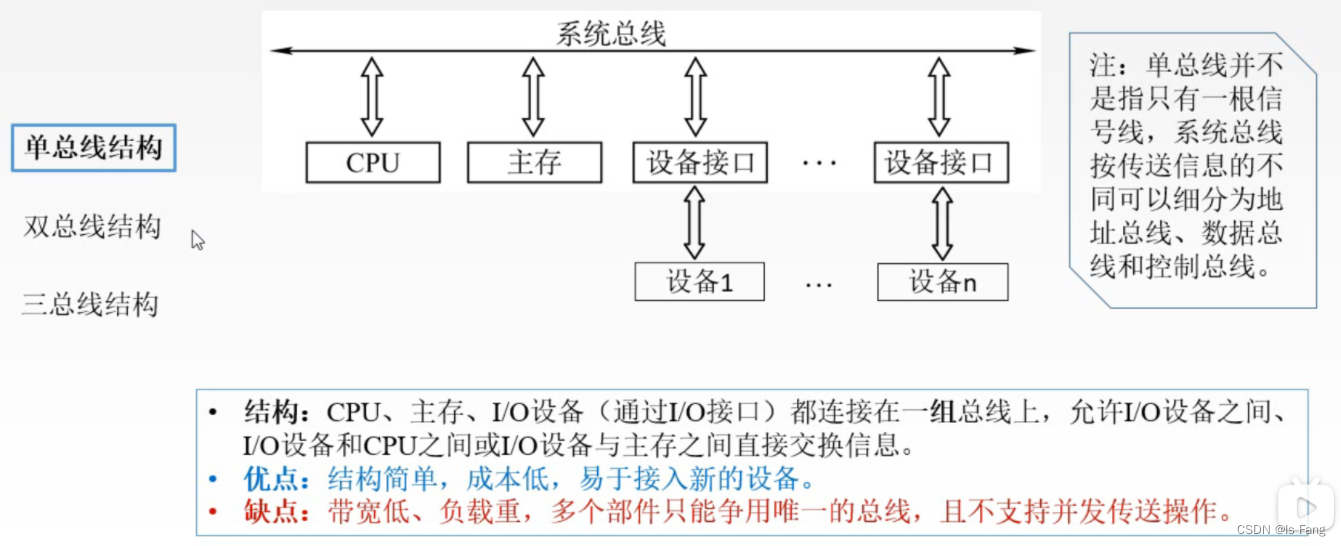 系统总线
单总线结构
双总线结构
三总线结构
CPU
主存
设备接口
...
设备接口
设备1
...
设备n
注：单总线并不
是指只有一根信
号线，系统总线
按传送信息的不
同可以细分为地
址总线、数据总
线和控制总线。
• 结构：CPU、主存、I/O设备（通过I/O接口）都连接在一组总线上，允许I/O设备之间、
I/O设备和CPU之间或I/O设备与主存之间直接交换信息。
• 优点：结构简单，成本低，易于接入新的设备。
• 缺点：带宽低、负载重，多个部件只能争用唯一的总线，且不支持并发传送操作。
CSDN @Is Fang